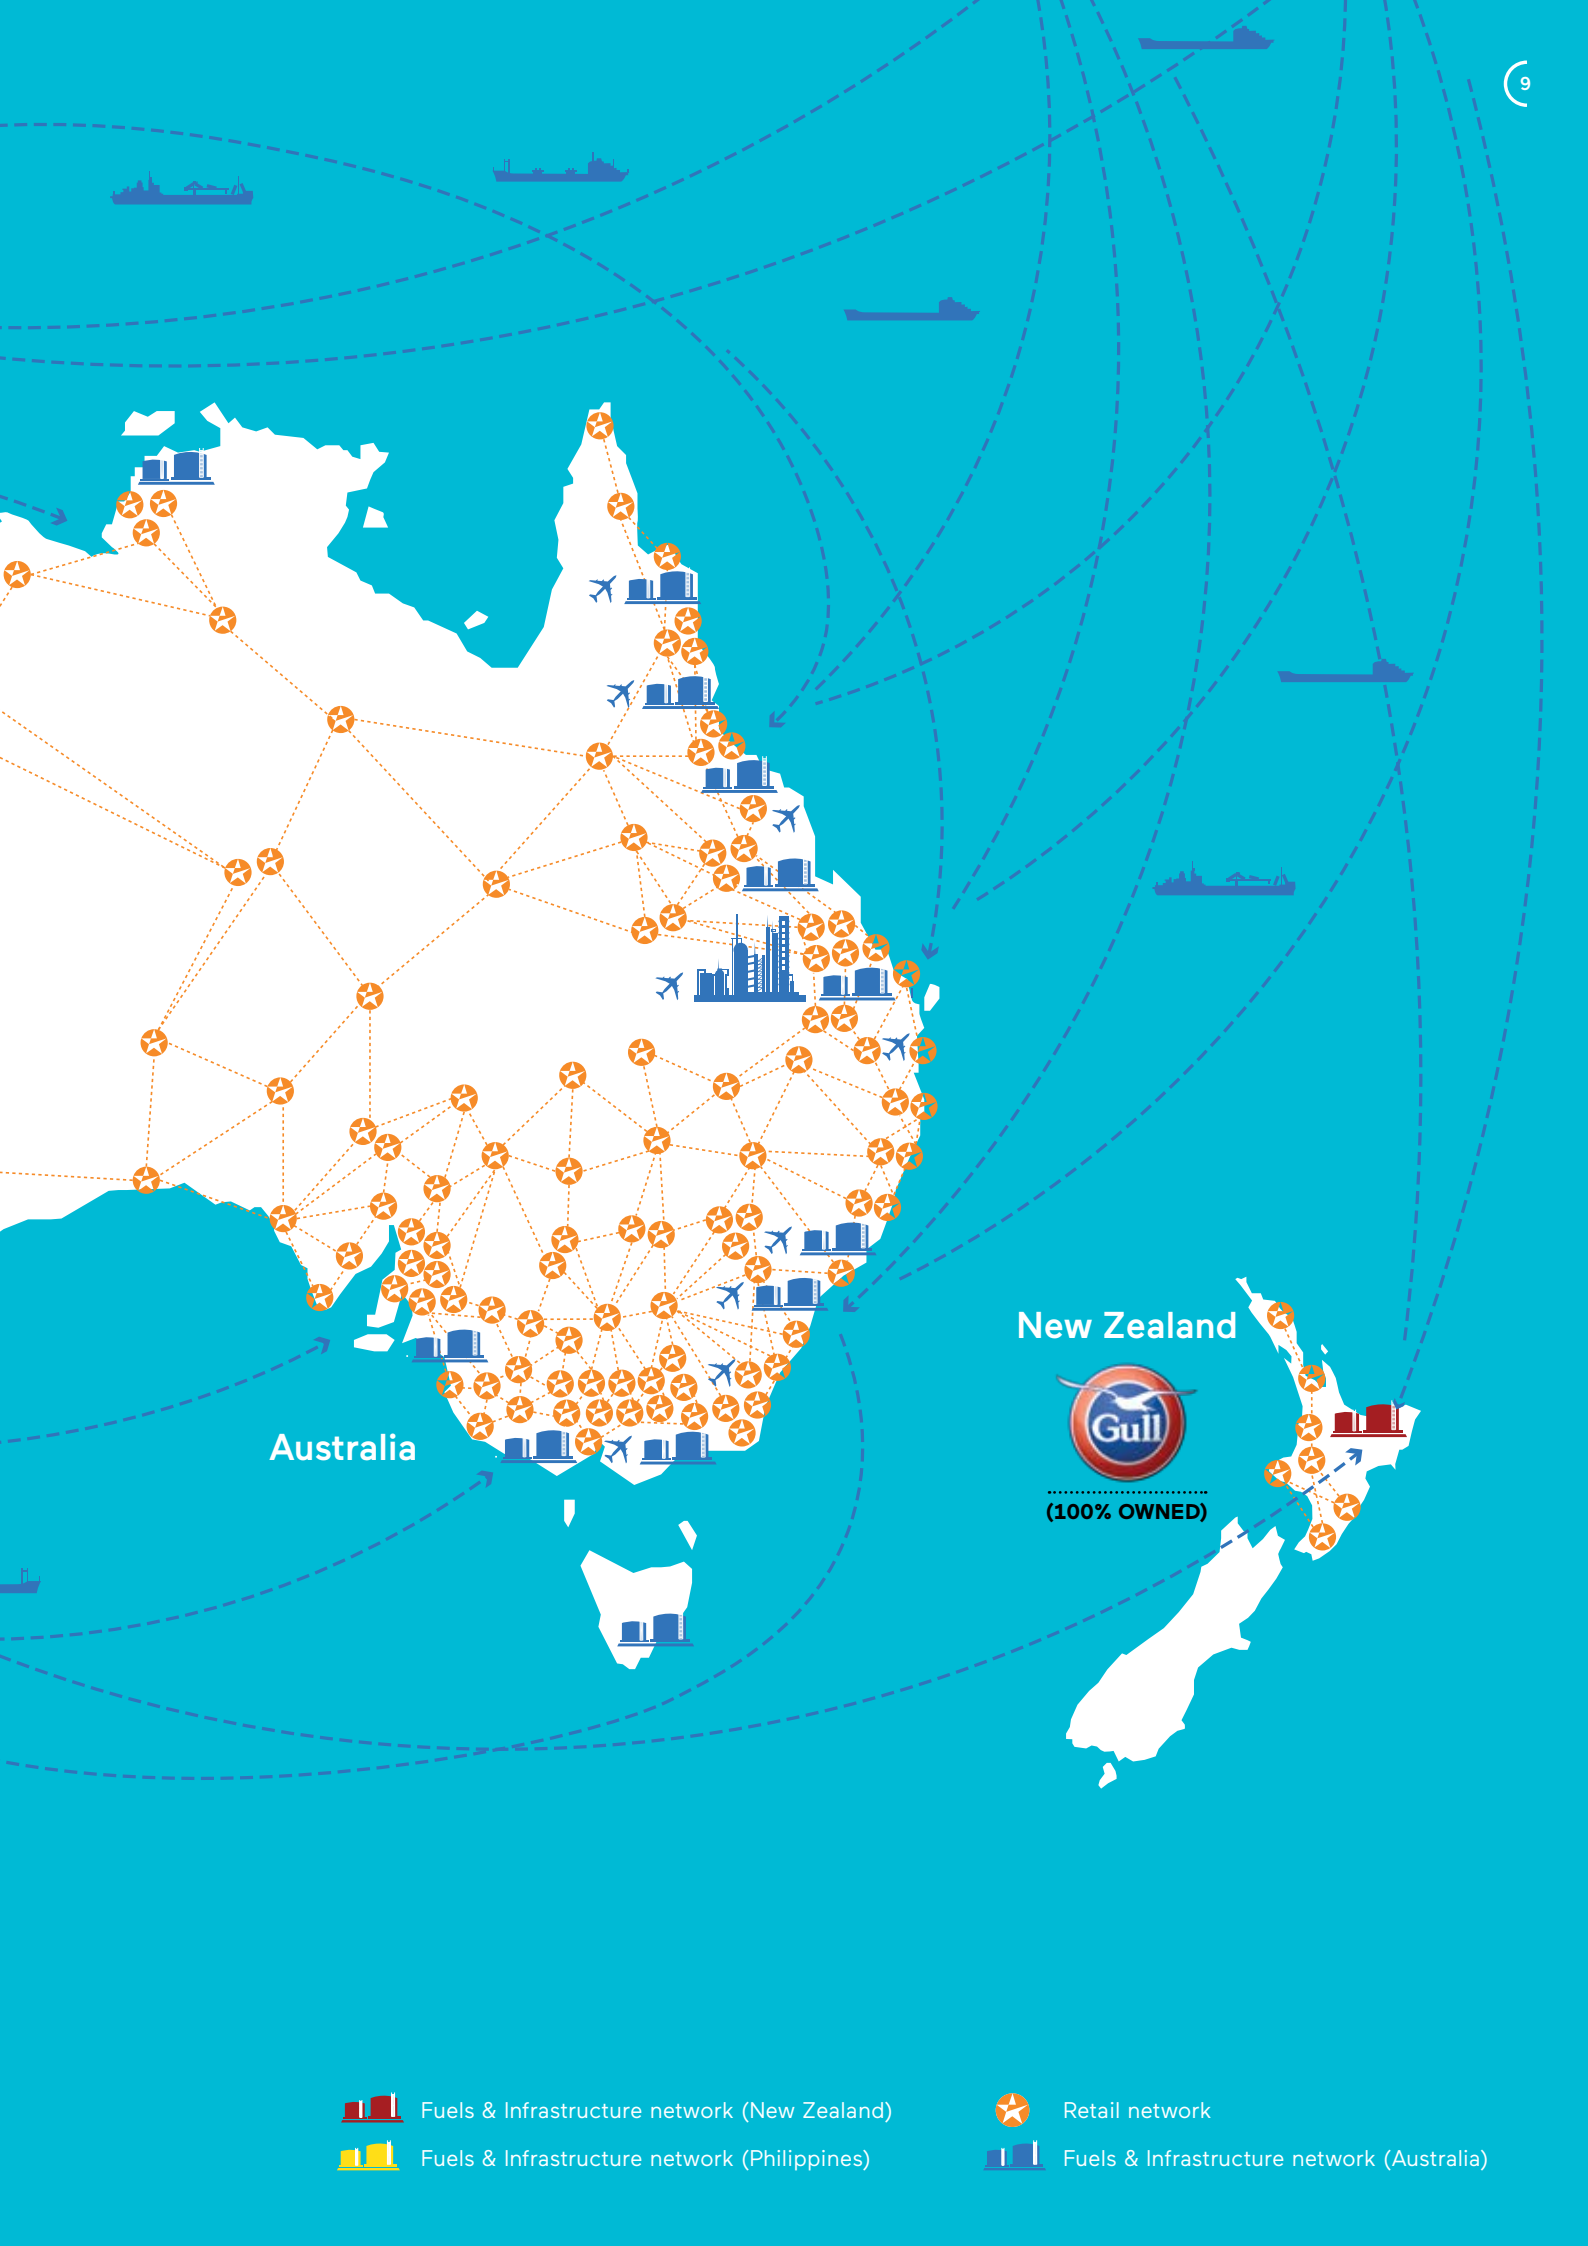 9
New Zealand
Gull
(100% OWNED)
Australia
Fuels & Infrastructure network (New Zealand)
Retail network
Fuels & Infrastructure network (Philippines)
Fuels & Infrastructure network (Australia)